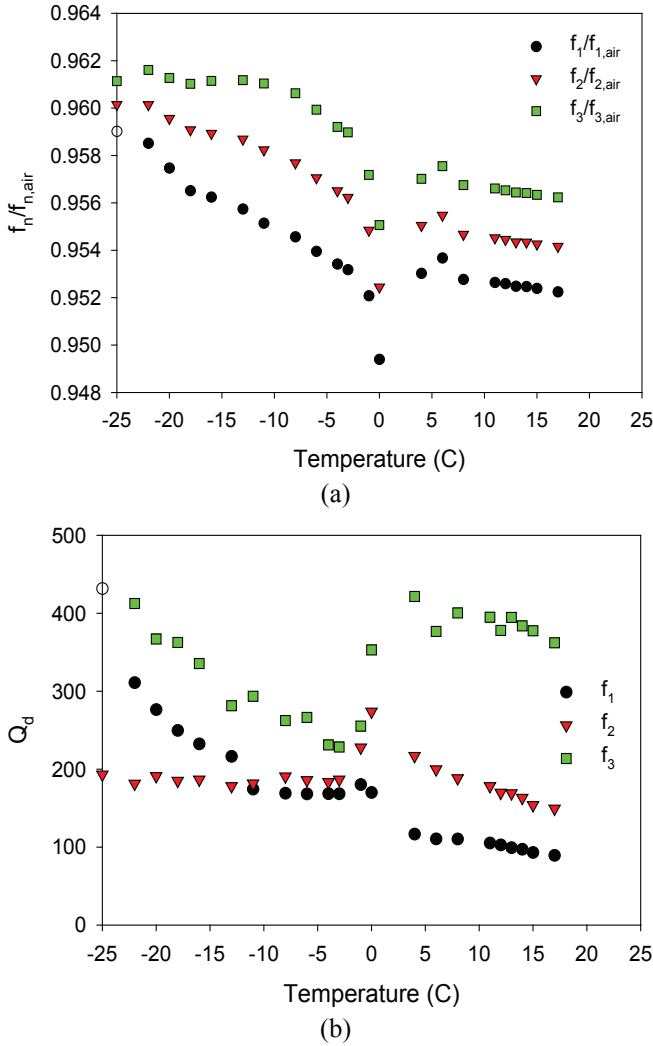 0.964
0.962
0.960
0.958
0.956
0.954
0.952
0.950
0.948
fn/fn,air
f1/f1,air
f2/f2,air
f3/f3,air
-25 -20 -15 -10 -5 0 5 10 15 20 25
Temperature (C)
(a)
500
400
300
200
100
0
Qd
f1
f2
f3
-25 -20 -15 -10 -5 0 5 10 15 20 25
Temperature (C)
(b)